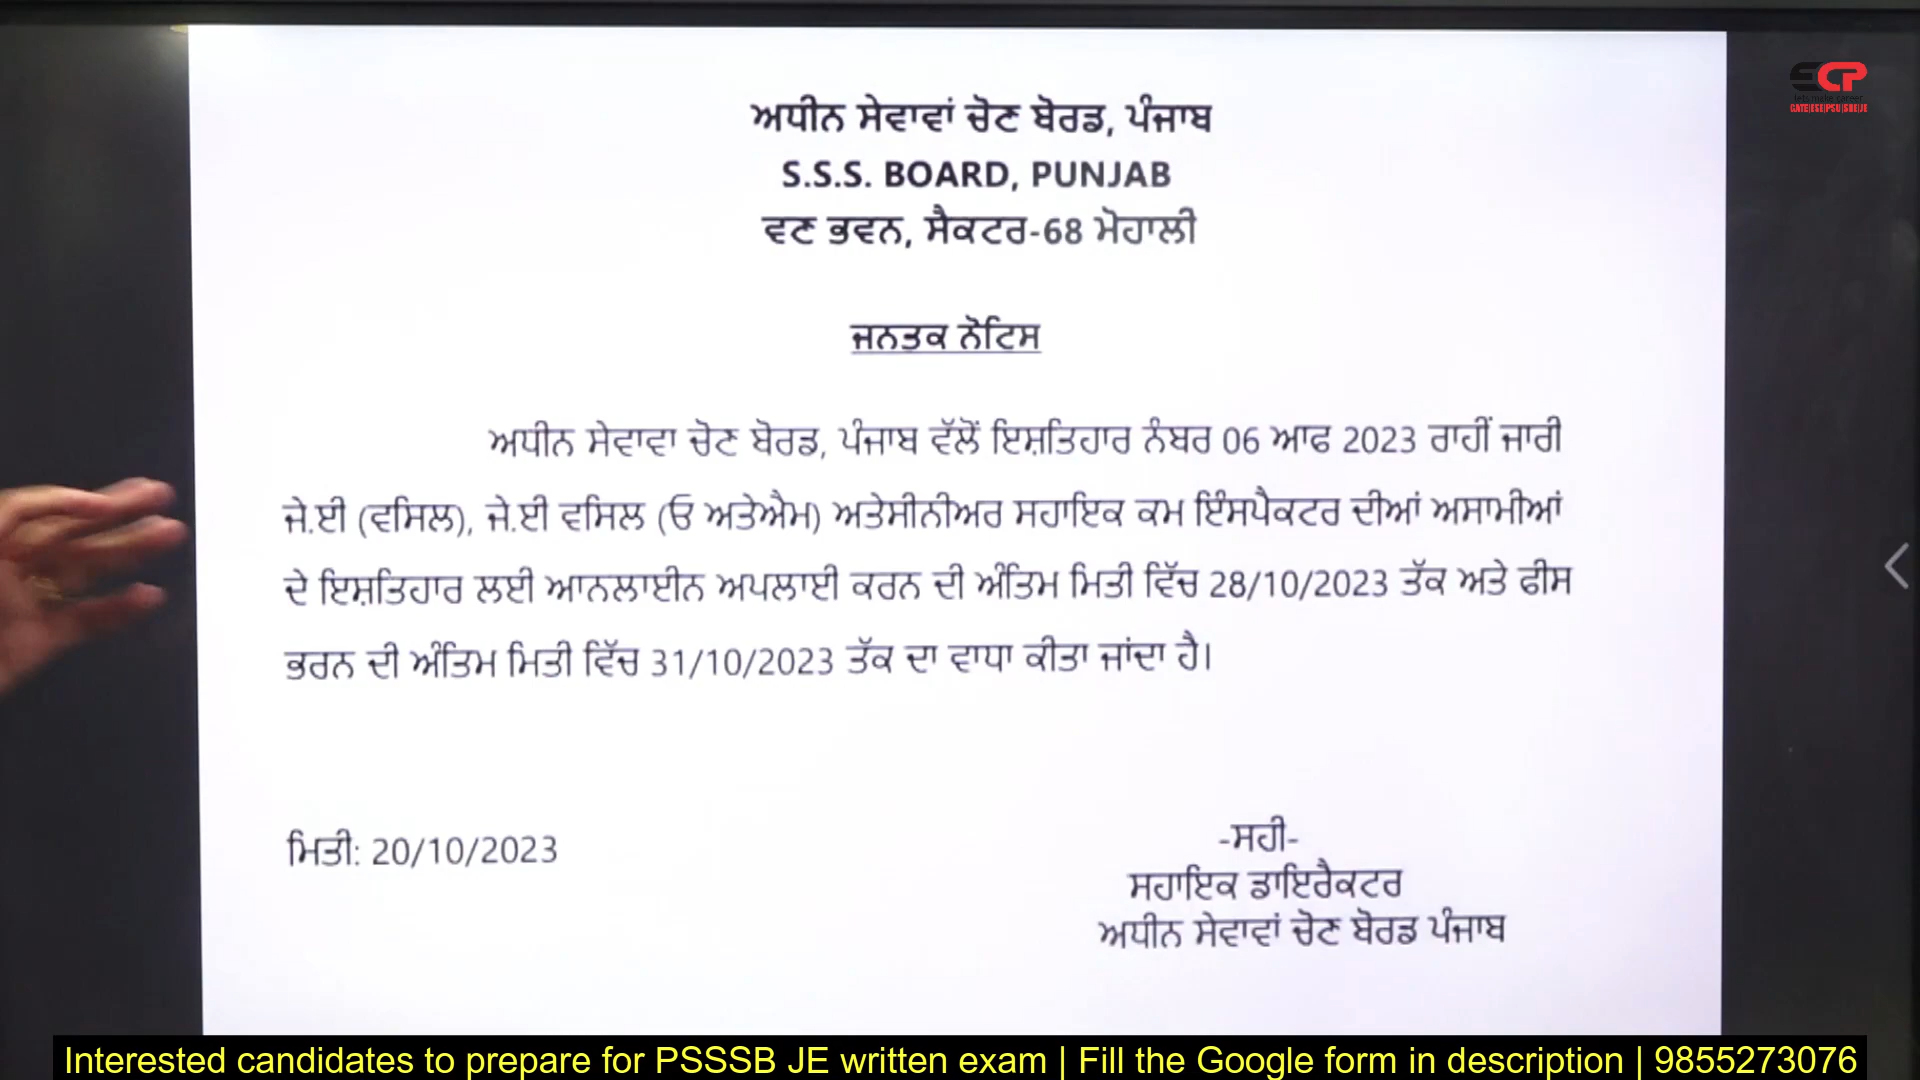 ਅਧੀਨ ਸੇਵਾਵਾਂ ਚੋਣ ਬੋਰਡ, ਪੰਜਾਬ
S.S.S. BOARD, PUNJAB
ਵਣ ਭਵਨ, ਸੈਕਟਰ-68 ਮੋਹਾਲੀ
ਜਨਤਕ ਨੋਟਿਸ
ਅਧੀਨ ਸੇਵਾਵਾ ਚੋਣ ਬੋਰਡ, ਪੰਜਾਬ ਵੱਲੋਂ ਇਸ਼ਤਿਹਾਰ ਨੰਬਰ 06 ਆਫ 2023 ਰਾਹੀਂ ਜਾਰੀ
ਜੇ.ਈ (ਵਸਿਲ), ਜੇ.ਈ ਵਸਿਲ (ਓ ਅਤੇਐਮ) ਅਤੇਸੀਨੀਅਰ ਸਹਾਇਕ ਕਮ ਇੰਸਪੈਕਟਰ ਦੀਆਂ ਅਸਾਮੀਆਂ
ਦੇ ਇਸ਼ਤਿਹਾਰ ਲਈ ਆਨਲਾਈਨ ਅਪਲਾਈ ਕਰਨ ਦੀ ਅੰਤਿਮ ਮਿਤੀ ਵਿੱਚ 28/10/2023 ਤੱਕ ਅਤੇ ਫੀਸ
ਭਰਨ ਦੀ ਅੰਤਿਮ ਮਿਤੀ ਵਿੱਚ 31/10/2023 ਤੱਕ ਦਾ ਵਾਧਾ ਕੀਤਾ ਜਾਂਦਾ ਹੈ।
ਮਿਤੀ: 20/10/2023
-ਸਹੀ-
ਸਹਾਇਕ ਡਾਇਰੈਕਟਰ
ਅਧੀਨ ਸੇਵਾਵਾਂ ਚੋਣ ਬੋਰਡ ਪੰਜਾਬ
Interested candidates to prepare for PSSSB JE written exam | Fill the Google form in description | 9855273076